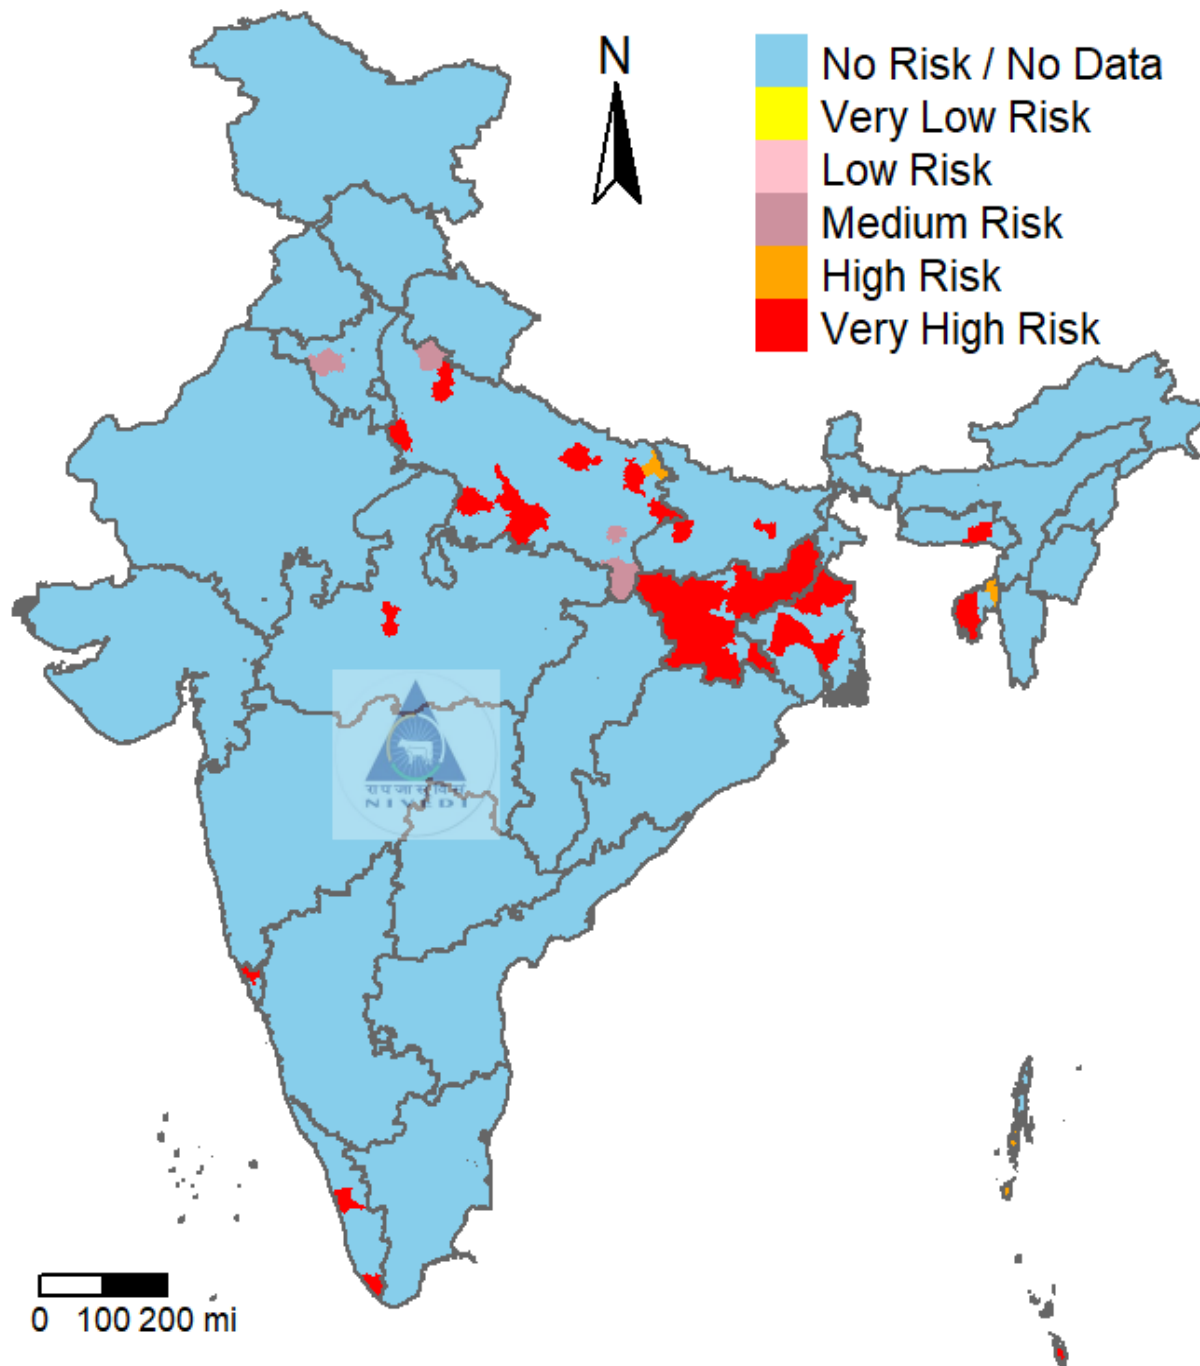 N
No Risk / No Data
Very Low Risk
Low Risk
Medium Risk
High Risk
Very High Risk
N I V E D I
0 100 200 mi